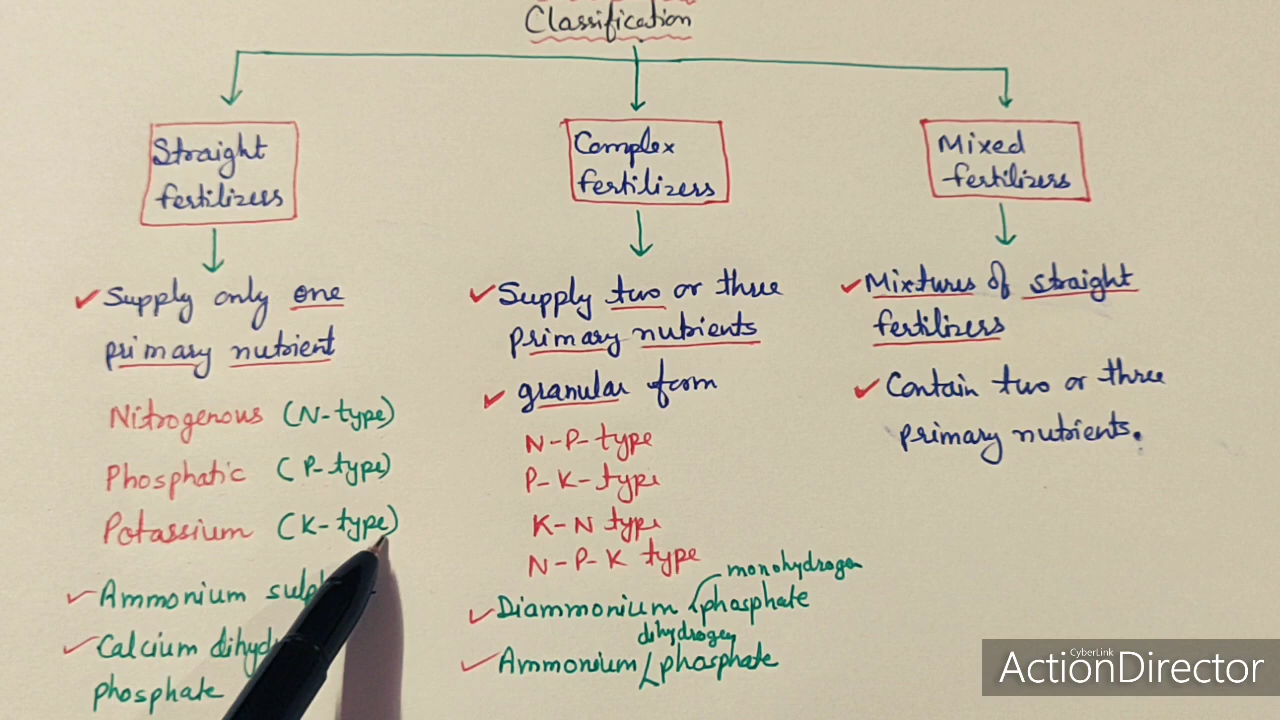 Classification
Straight
fertilizers
Supply only one
primary nutrient
Nitrogenous (N-type)
Phosphatic (P-type)
Potassium (K-type)
Ammonium
Calcium
phosphate
Complex
fertilizers
Supply two or three
primary nutrients
granular form
N-P-type
P-K-type
K-N type
N-P-K type
monohydrogen
Diammonium phosphate
dihydrogen
Ammonium phosphate
Mixed
fertilizers
Mixtures of straight
fertilizers
Contain two or three
primary nutrients.
CyberLink
ActionDirector